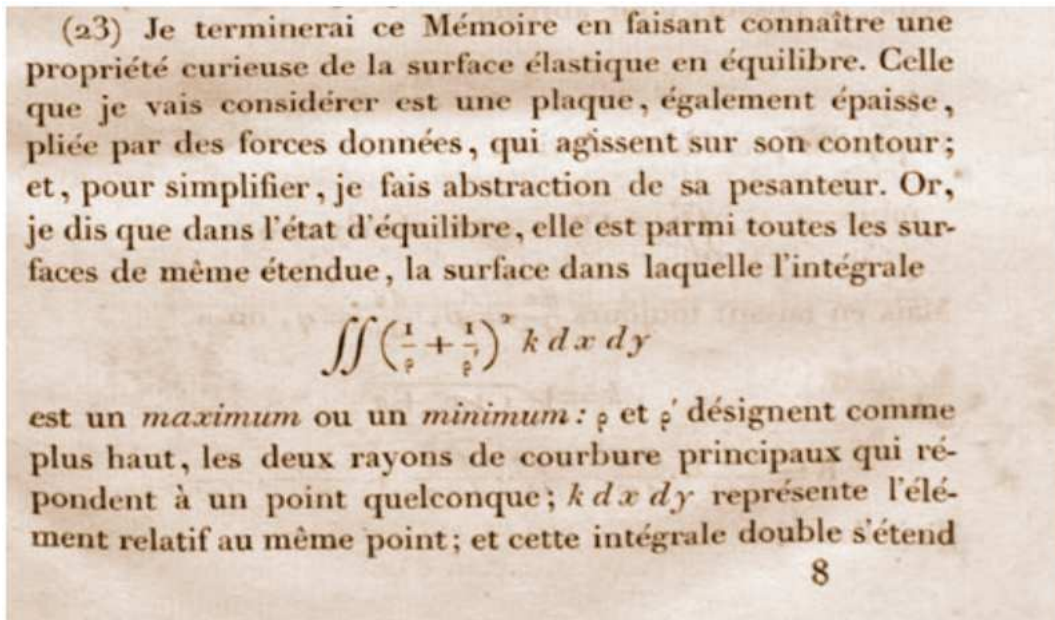 (23) Je terminerai ce Mémoire en faisant connaître une
propriété curieuse de la surface élastique en équilibre. Celle
que je vais considérer est une plaque, également épaisse,
pliée par des forces données, qui agissent sur son contour;
et, pour simplifier, je fais abstraction de sa pesanteur. Or,
je dis que dans l'état d'équilibre, elle est parmi toutes les sur-
faces de même étendue, la surface dans laquelle l'intégrale
∬(1/ρ + 1/ρ′)² k dx dy
est un maximum ou un minimum: ρ et ρ′ désignent comme
plus haut, les deux rayons de courbure principaux qui ré-
pondent à un point quelconque; k dx dy représente l'élé-
ment relatif au même point; et cette intégrale double s'étend
8